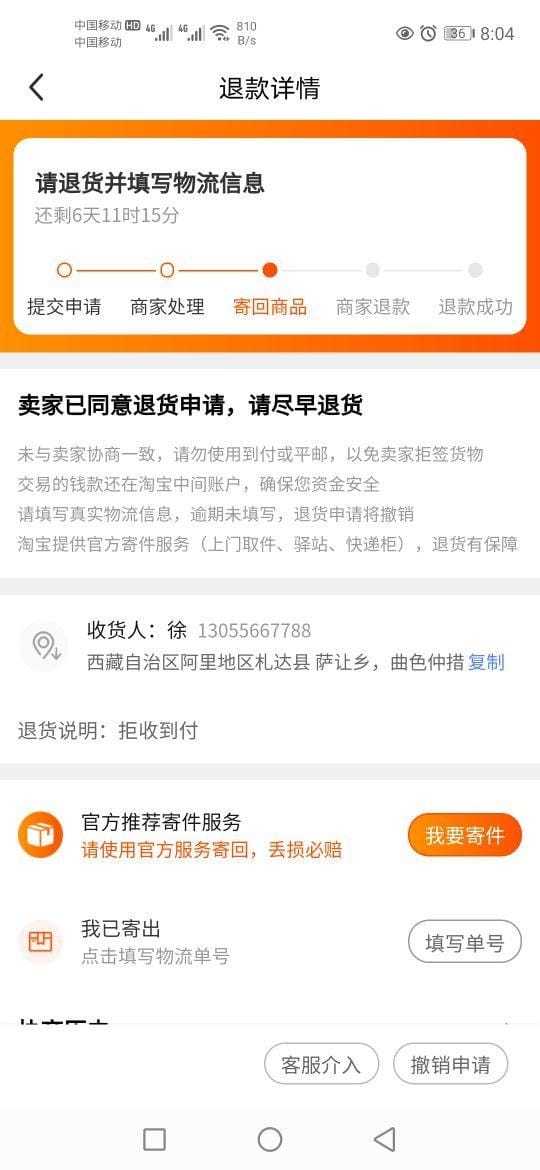 中国移动 HD 4G 4G 810 B/s 36 8:04
中国移动
退款详情
请退货并填写物流信息
还剩6天11时15分
提交申请 商家处理 寄回商品 商家退款 退款成功
卖家已同意退货申请，请尽早退货
未与卖家协商一致，请勿使用到付或平邮，以免卖家拒签货物
交易的钱款还在淘宝中间账户，确保您资金安全
请填写真实物流信息，逾期未填写，退货申请将撤销
淘宝提供官方寄件服务（上门取件、驿站、快递柜），退货有保障
收货人：徐 13055667788
西藏自治区阿里地区札达县 萨让乡，曲色仲措 复制
退货说明：拒收到付
官方推荐寄件服务
请使用官方服务寄回，丢损必赔
我要寄件
我已寄出
点击填写物流单号
填写单号
客服介入 撤销申请